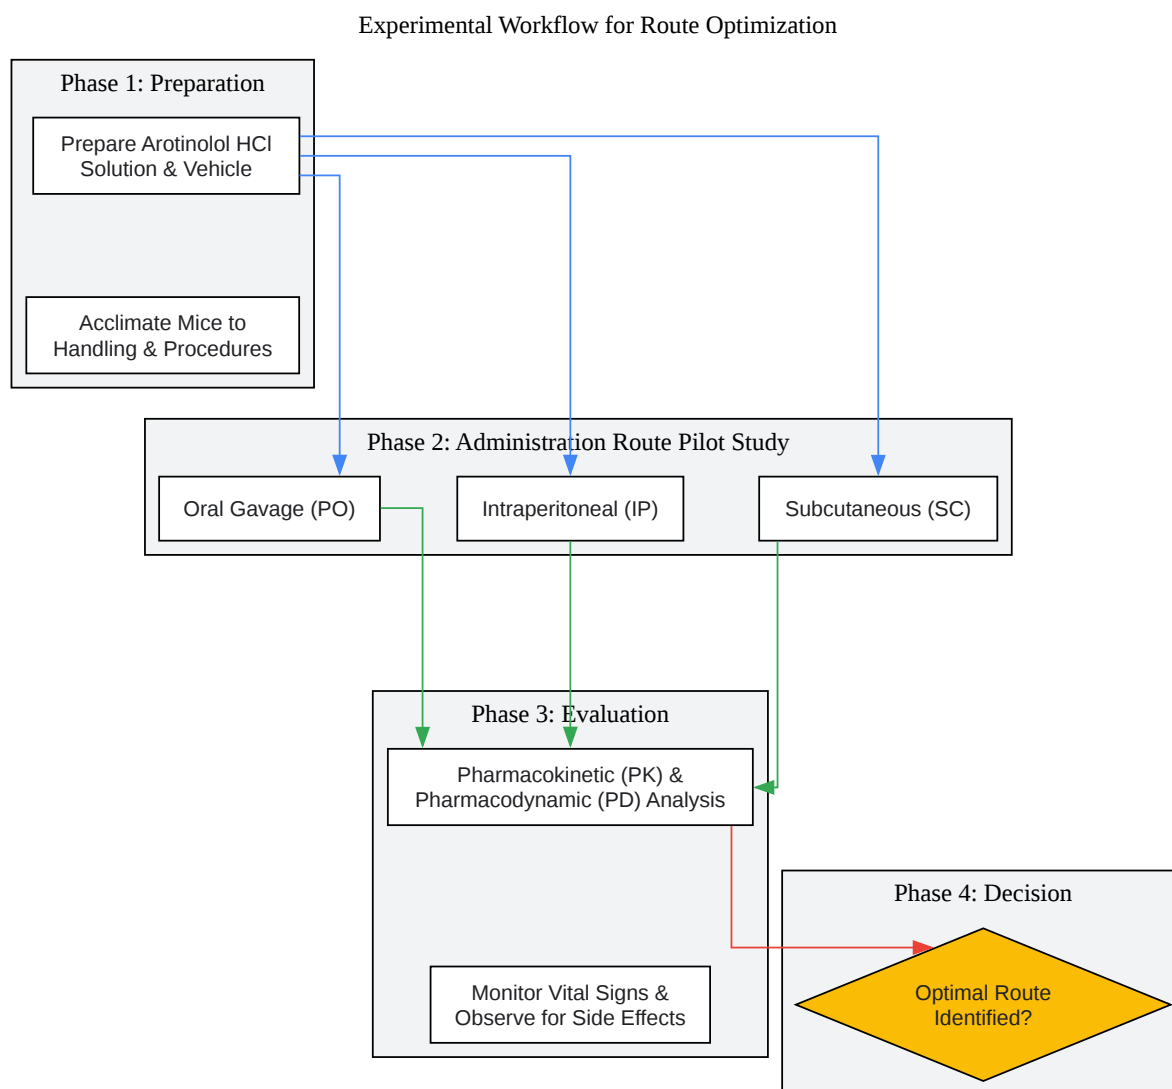 Experimental Workflow for Route Optimization
Phase 1: Preparation
Prepare Arotinolol HCl
Solution & Vehicle
Acclimate Mice to
Handling & Procedures
Phase 2: Administration Route Pilot Study
Oral Gavage (PO)
Intraperitoneal (IP)
Subcutaneous (SC)
Phase 3: Evaluation
Pharmacokinetic (PK) &
Pharmacodynamic (PD) Analysis
Monitor Vital Signs &
Observe for Side Effects
Phase 4: Decision
Optimal Route
Identified?